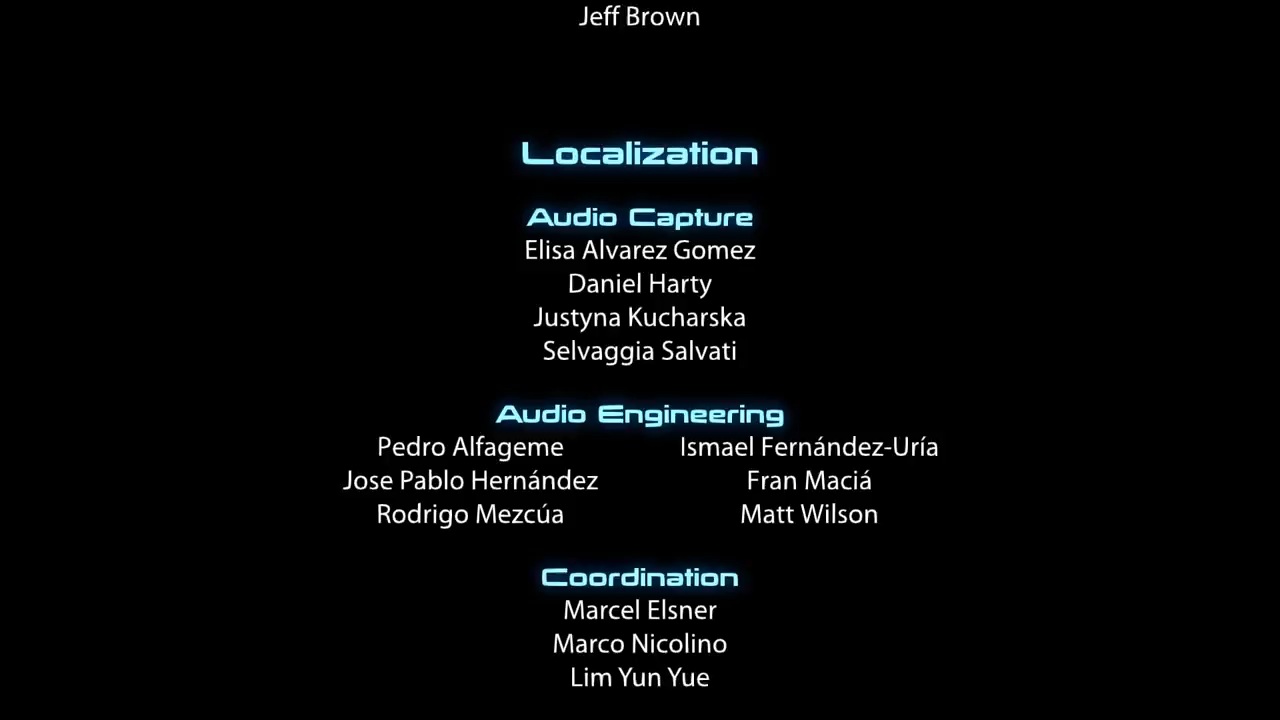 Jeff Brown
Localization
Audio Capture
Elisa Alvarez Gomez
Daniel Harty
Justyna Kucharska
Selvaggia Salvati
Audio Engineering
Pedro Alfageme Ismael Fernández-Uría
Jose Pablo Hernández Fran Maciá
Rodrigo Mezcúa Matt Wilson
Coordination
Marcel Elsner
Marco Nicolino
Lim Yun Yue